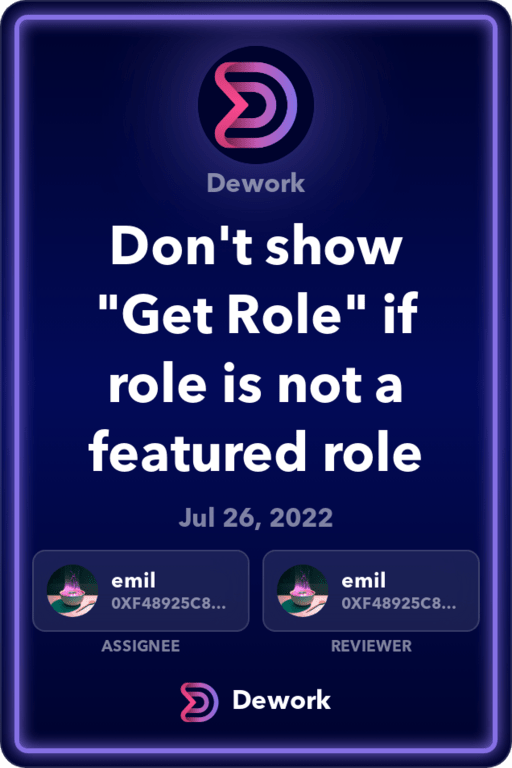 Dework
Don't show
"Get Role" if
role is not a
featured role
Jul 26, 2022
emil
0XF48925C8...
ASSIGNEE
emil
0XF48925C8...
REVIEWER
Dework